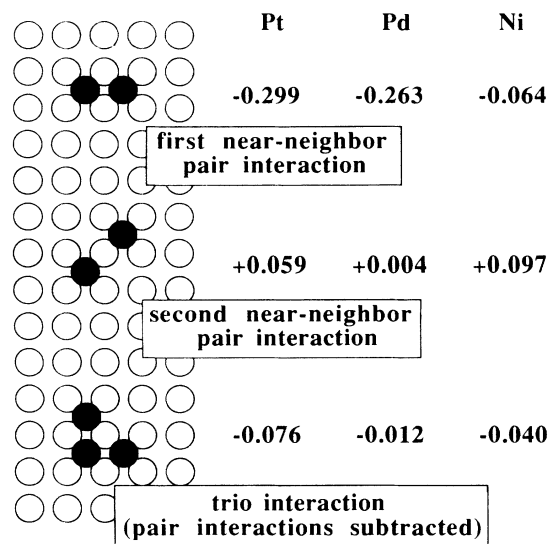 Pt Pd Ni
-0.299 -0.263 -0.064
first near-neighbor
pair interaction
+0.059 +0.004 +0.097
second near-neighbor
pair interaction
-0.076 -0.012 -0.040
trio interaction
(pair interactions subtracted)